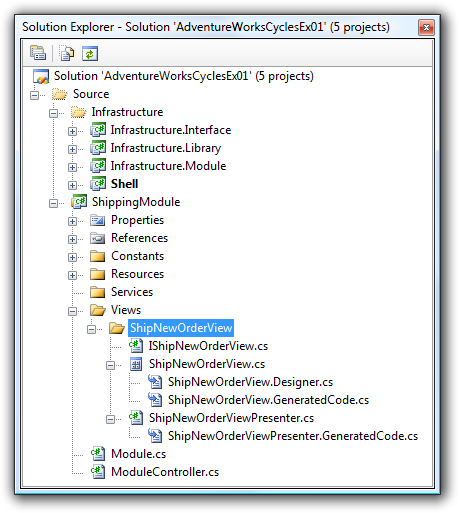 Solution Explorer - Solution 'AdventureWorksCyclesEx01' (5 projects)
Solution 'AdventureWorksCyclesEx01' (5 projects)
Source
Infrastructure
Infrastructure.Interface
Infrastructure.Library
Infrastructure.Module
Shell
ShippingModule
Properties
References
Constants
Resources
Services
Views
ShipNewOrderView
IShipNewOrderView.cs
ShipNewOrderView.cs
ShipNewOrderView.Designer.cs
ShipNewOrderView.GeneratedCode.cs
ShipNewOrderViewPresenter.cs
ShipNewOrderViewPresenter.GeneratedCode.cs
Module.cs
ModuleController.cs